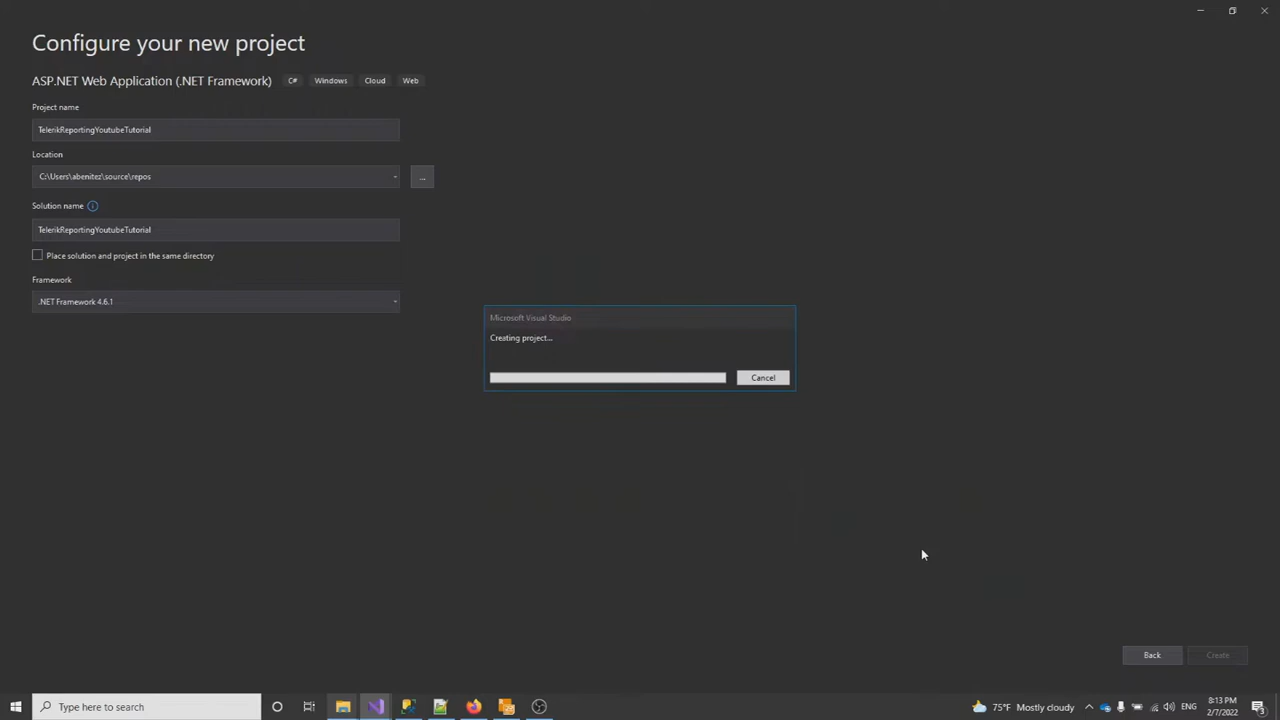 Configure your new project
ASP.NET Web Application (.NET Framework) C# Windows Cloud Web
Project name
TelerikReportingYoutubeTutorial
Location
C:\Users\abenitez\source\repos
...
Solution name
TelerikReportingYoutubeTutorial
Place solution and project in the same directory
Framework
.NET Framework 4.6.1
Microsoft Visual Studio
Creating project...
Cancel
Back Create
Type here to search
75°F Mostly cloudy
ENG
8:13 PM
2/7/2022